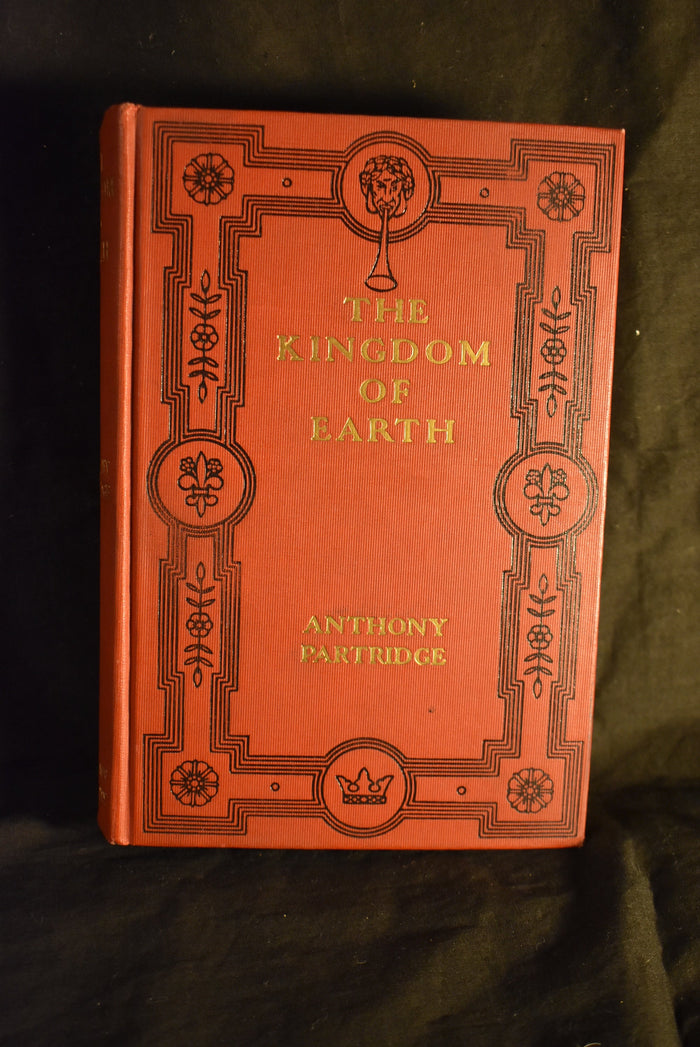 THE
KINGDOM
OF
EARTH
ANTHONY
PARTRIDGE